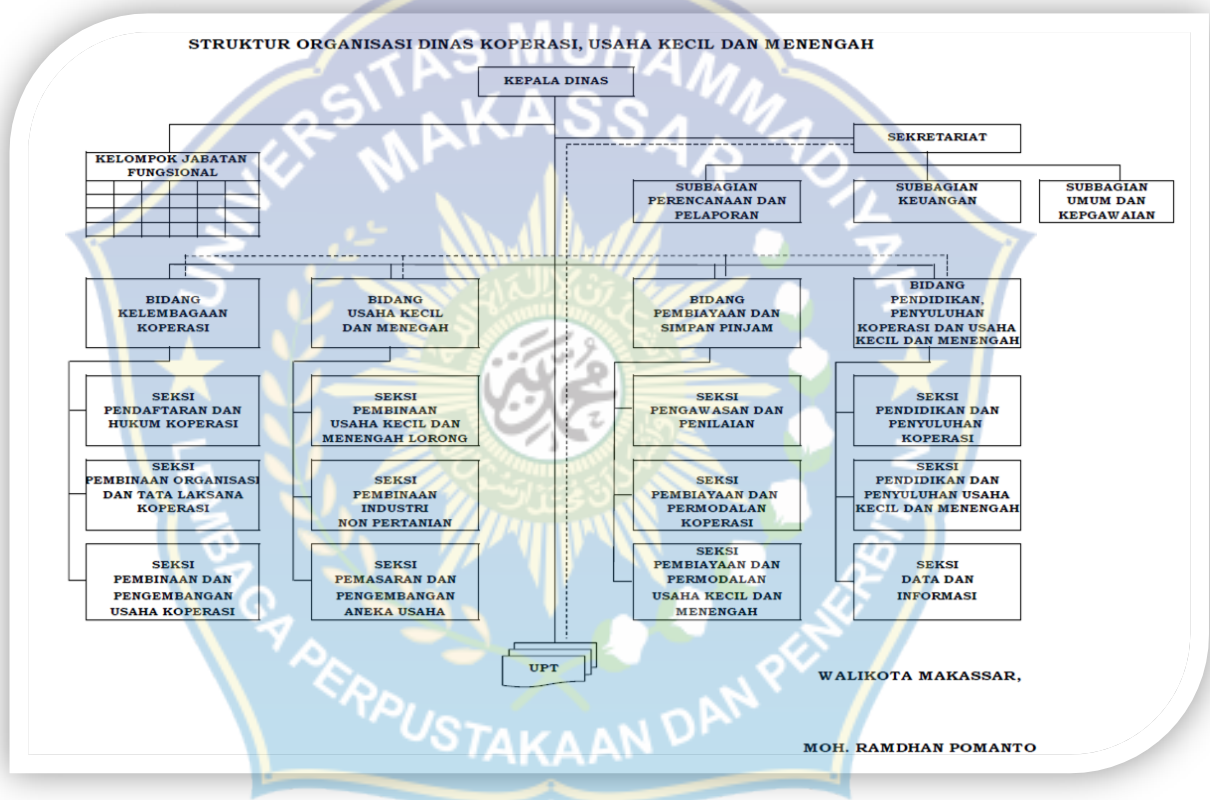 STRUKTUR ORGANISASI DINAS KOPERASI, USAHA KECIL DAN MENENGAH
KEPALA DINAS
SEKRETARIAT
KELOMPOK JABATAN
FUNGSIONAL
SUBBAGIAN
PERENCANAAN DAN
PELAPORAN
SUBBAGIAN
KEUANGAN
SUBBAGIAN
UMUM DAN
KEPGAWAIAN
BIDANG
KELEMBAGAAN
KOPERASI
BIDANG
USAHA KECIL
DAN MENEGAH
BIDANG
PEMBIAYAAN DAN
SIMPAN PINJAM
BIDANG
PENDIDIKAN,
PENYULUHAN
KOPERASI DAN USAHA
KECIL DAN MENENGAH
SEKSI
PENDAFTARAN DAN
HUKUM KOPERASI
SEKSI
PEMBINAAN
USAHA KECIL DAN
MENENGAH LORONG
SEKSI
PENGAWASAN DAN
PENILAIAN
SEKSI
PENDIDIKAN DAN
PENYULUHAN
KOPERASI
SEKSI
PEMBINAAN ORGANISASI
DAN TATA LAKSANA
KOPERASI
SEKSI
PEMBINAAN
INDUSTRI
NON PERTANIAN
SEKSI
PEMBIAYAAN DAN
PERMODALAN
KOPERASI
SEKSI
PENDIDIKAN DAN
PENYULUHAN USAHA
KECIL DAN MENENGAH
SEKSI
PEMBINAAN DAN
PENGEMBANGAN
USAHA KOPERASI
SEKSI
PEMASARAN DAN
PENGEMBANGAN
ANEKA USAHA
SEKSI
PEMBIAYAAN DAN
PERMODALAN
USAHA KECIL DAN
MENENGAH
SEKSI
DATA DAN
INFORMASI
UPT
WALIKOTA MAKASSAR,
MOH. RAMDHAN POMANTO
UNIVERSITAS MUHAMMADIYAH
MAKASSAR
LEMBAGA PERPUSTAKAAN DAN PENERBITAN